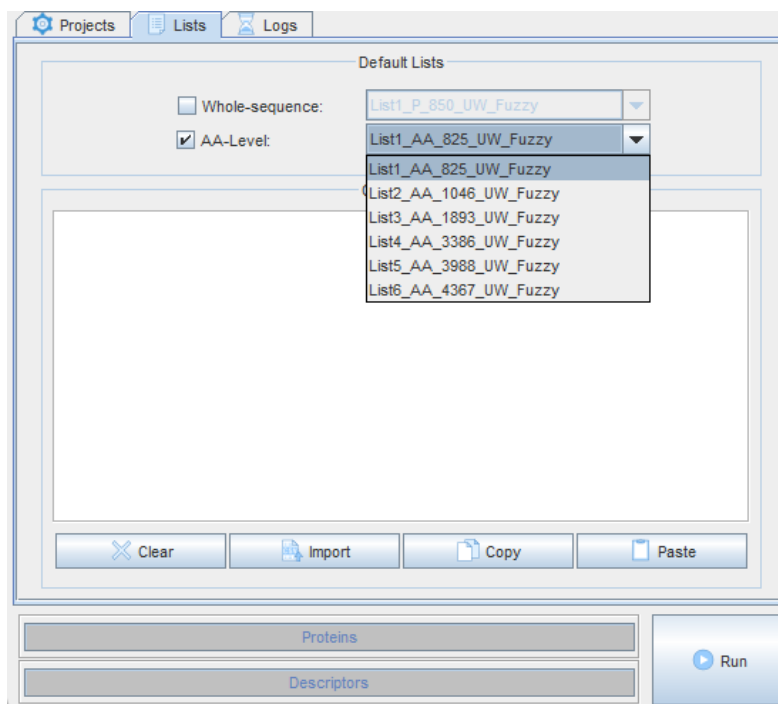 Projects Lists Logs
Default Lists
Whole-sequence: List1_P_850_UW_Fuzzy
AA-Level: List1_AA_825_UW_Fuzzy
List1_AA_825_UW_Fuzzy
List2_AA_1046_UW_Fuzzy
List3_AA_1893_UW_Fuzzy
List4_AA_3386_UW_Fuzzy
List5_AA_3988_UW_Fuzzy
List6_AA_4367_UW_Fuzzy
Clear Import Copy Paste
Proteins
Run
Descriptors